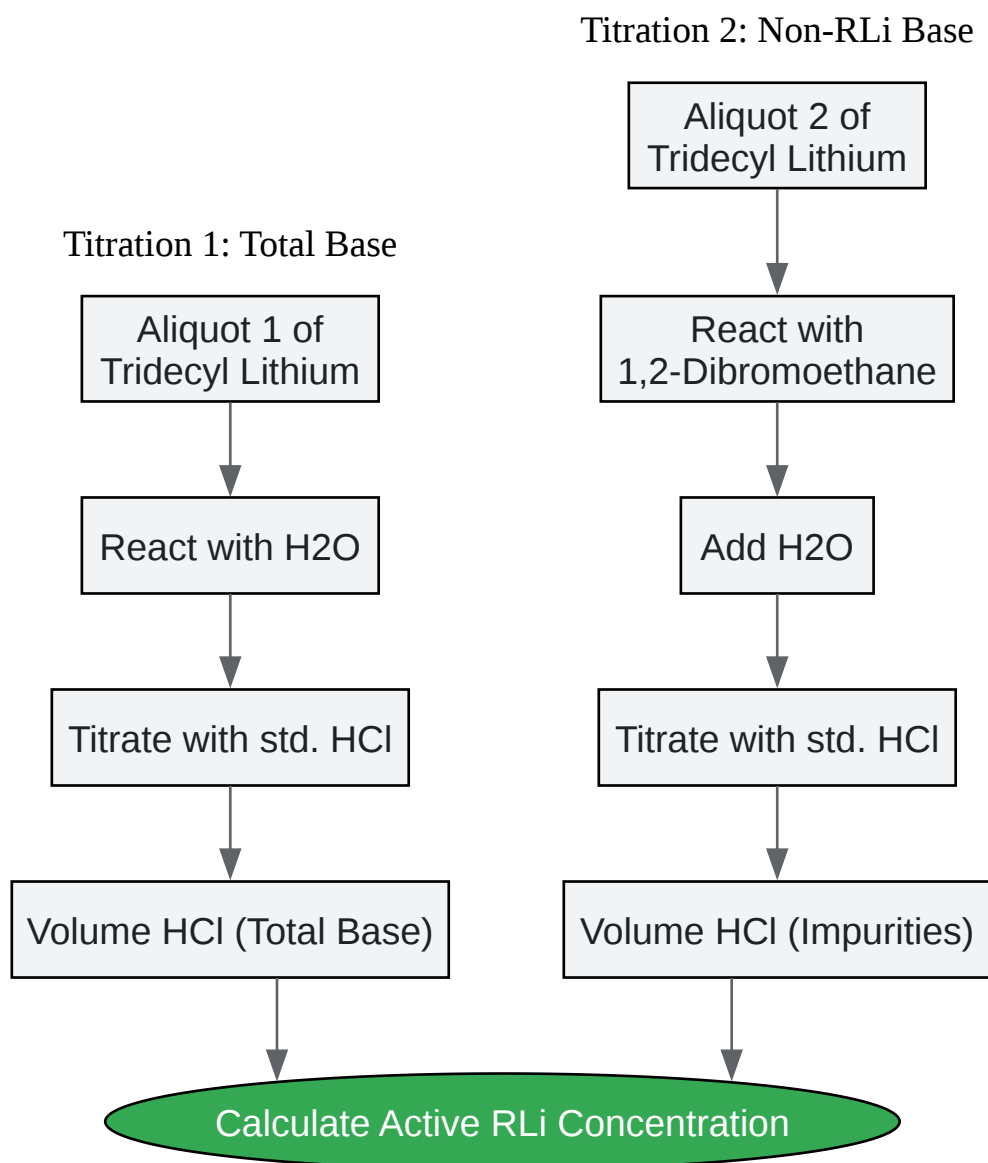 Titration 1: Total Base
Aliquot 1 of
Tridecyl Lithium
React with H2O
Titrate with std. HCl
Volume HCl (Total Base)
Titration 2: Non-RLi Base
Aliquot 2 of
Tridecyl Lithium
React with
1,2-Dibromoethane
Add H2O
Titrate with std. HCl
Volume HCl (Impurities)
Calculate Active RLi Concentration